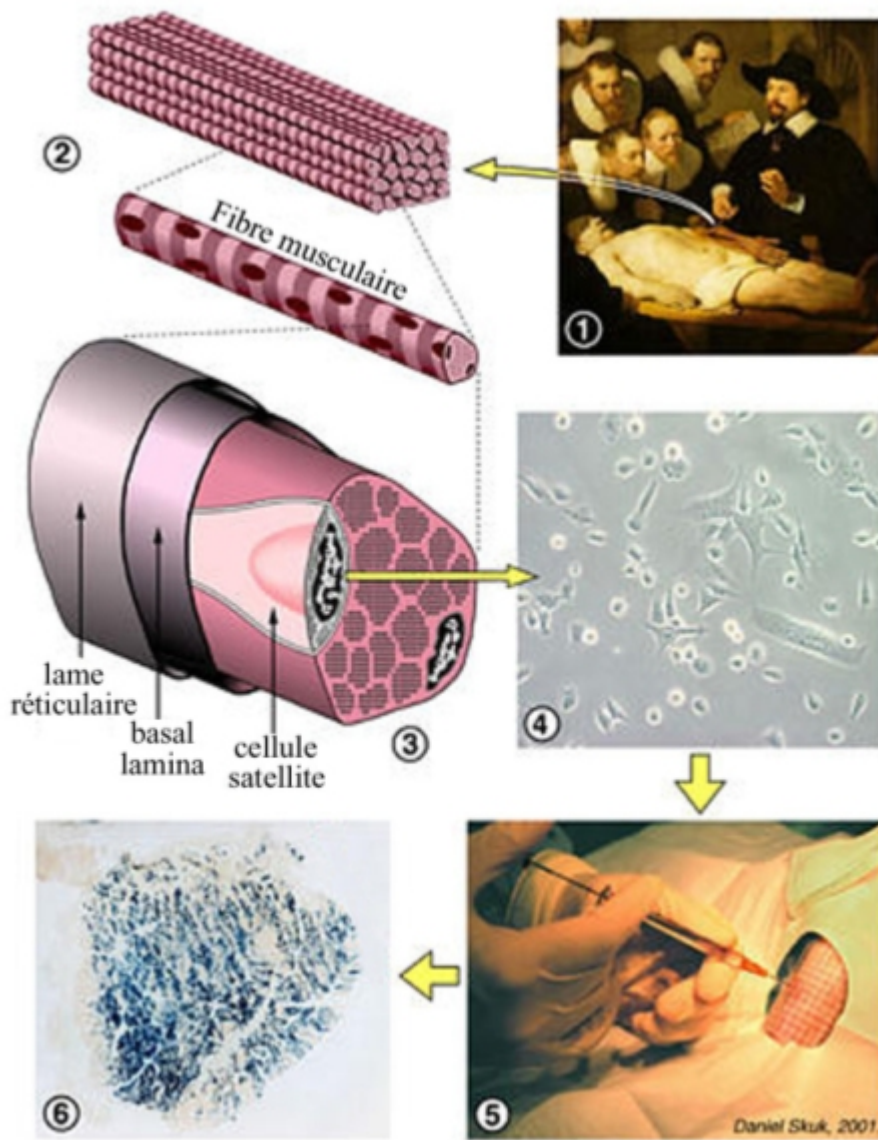 ②
Fibre musculaire
①
lame
réticulaire
basal
lamina
cellule
satellite
③
④
⑥
⑤
Daniel Skuk, 2001